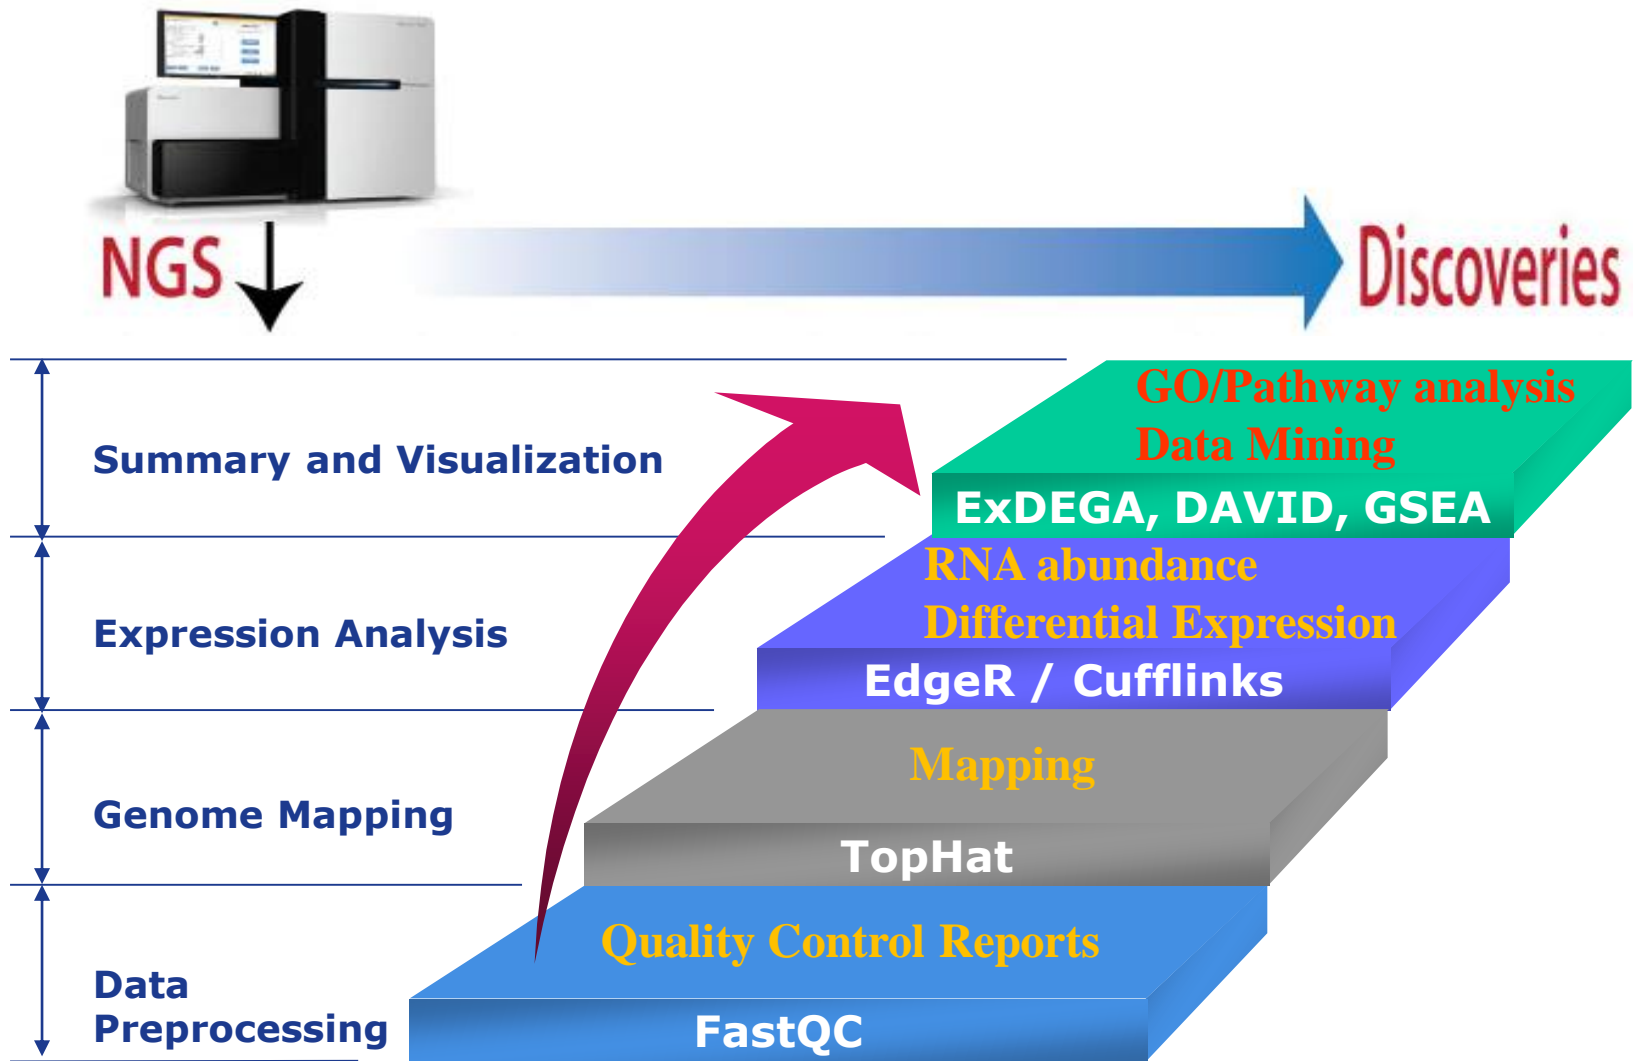 NGS
Discoveries
Summary and Visualization
GO/Pathway analysis
Data Mining
ExDEGA, DAVID, GSEA
Expression Analysis
RNA abundance
Differential Expression
EdgeR / Cufflinks
Genome Mapping
Mapping
TopHat
Data
Preprocessing
Quality Control Reports
FastQC